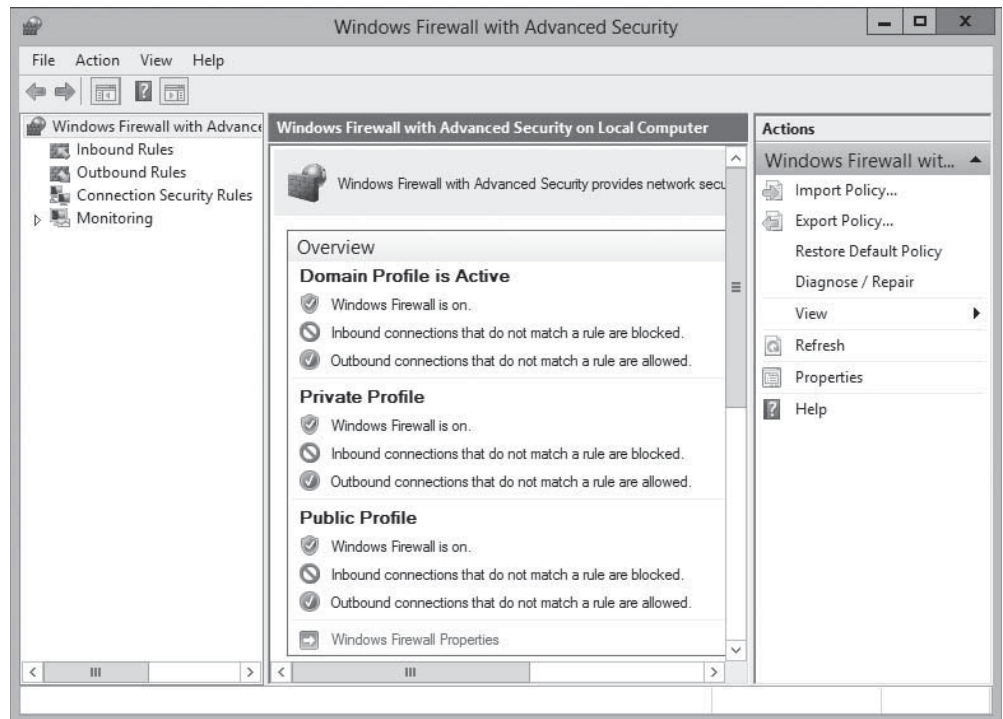 Windows Firewall with Advanced Security
File Action View Help
Windows Firewall with Advance
Inbound Rules
Outbound Rules
Connection Security Rules
Monitoring
Windows Firewall with Advanced Security on Local Computer
Windows Firewall with Advanced Security provides network secu
Overview
Domain Profile is Active
Windows Firewall is on.
Inbound connections that do not match a rule are blocked.
Outbound connections that do not match a rule are allowed.
Private Profile
Windows Firewall is on.
Inbound connections that do not match a rule are blocked.
Outbound connections that do not match a rule are allowed.
Public Profile
Windows Firewall is on.
Inbound connections that do not match a rule are blocked.
Outbound connections that do not match a rule are allowed.
Windows Firewall Properties
Actions
Windows Firewall wit...
Import Policy...
Export Policy...
Restore Default Policy
Diagnose / Repair
View
Refresh
Properties
Help